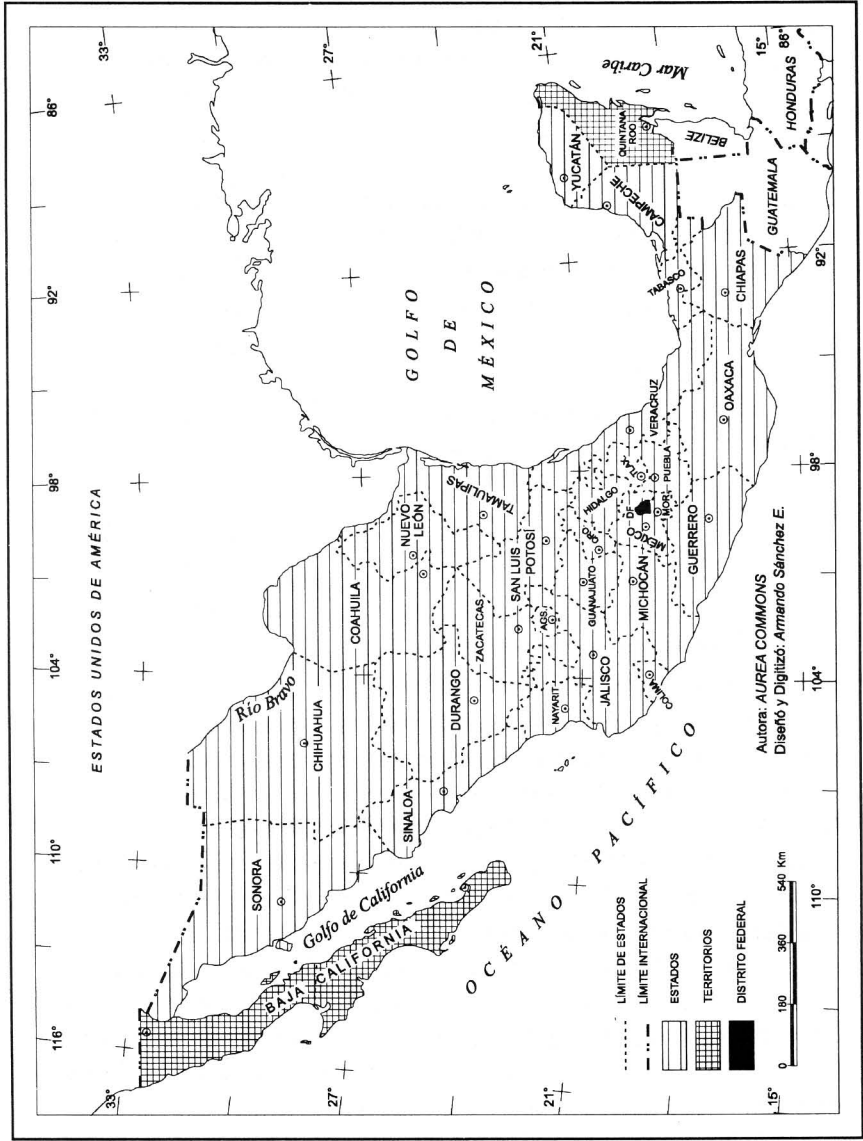 116°
110°
104°
98°
92°
86°
33°
33°
ESTADOS UNIDOS DE AMÉRICA
Río Bravo
SONORA
CHIHUAHUA
COAHUILA
27°
27°
NUEVO
LEÓN
TAMAULIPAS
GOLFO
DE
MÉXICO
Golfo de California
BAJA CALIFORNIA
SINALOA
DURANGO
ZACATECAS
SAN LUIS
POTOSÍ
AGS.
NAYARIT
JALISCO
GUANAJUATO
QRO
HIDALGO
21°
21°
YUCATÁN
CAMPECHE
QUINTANA
ROO
Mar Caribe
COLIMA
MICHOCÁN
MÉXICO
DF
MOR.
TLAX.
PUEBLA
VERACRUZ
TABASCO
GUERRERO
OAXACA
CHIAPAS
BELIZE
GUATEMALA
HONDURAS
OCÉANO PACÍFICO
LÍMITE DE ESTADOS
LÍMITE INTERNACIONAL
ESTADOS
TERRITORIOS
DISTRITO FEDERAL
0 180 360 540 Km
Autora: AUREA COMMONS
Diseñó y Digitizó: Armando Sánchez E.
15°
15°
110°
104°
98°
92°
86°